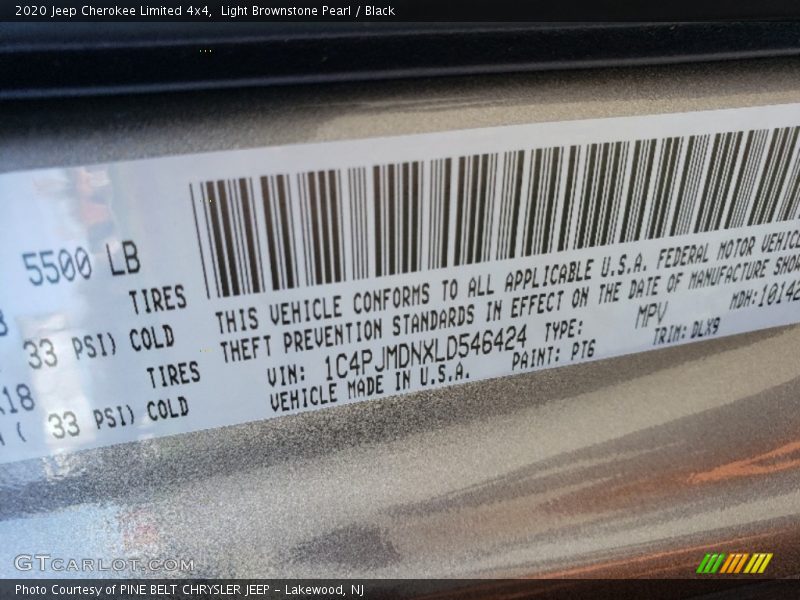 2020 Jeep Cherokee Limited 4x4, Light Brownstone Pearl / Black
5500 LB
TIRES
33 PSI) COLD
TIRES
33 PSI) COLD
THIS VEHICLE CONFORMS TO ALL APPLICABLE U.S.A. FEDERAL MOTOR VEHICLE
THEFT PREVENTION STANDARDS IN EFFECT ON THE DATE OF MANUFACTURE
VIN: 1C4PJMDNXLD546424 TYPE: MPV MDH:10142
VEHICLE MADE IN U.S.A. PAINT: PT6 TRIM: DLX9
GTCARLOT.COM
Photo Courtesy of PINE BELT CHRYSLER JEEP - Lakewood, NJ